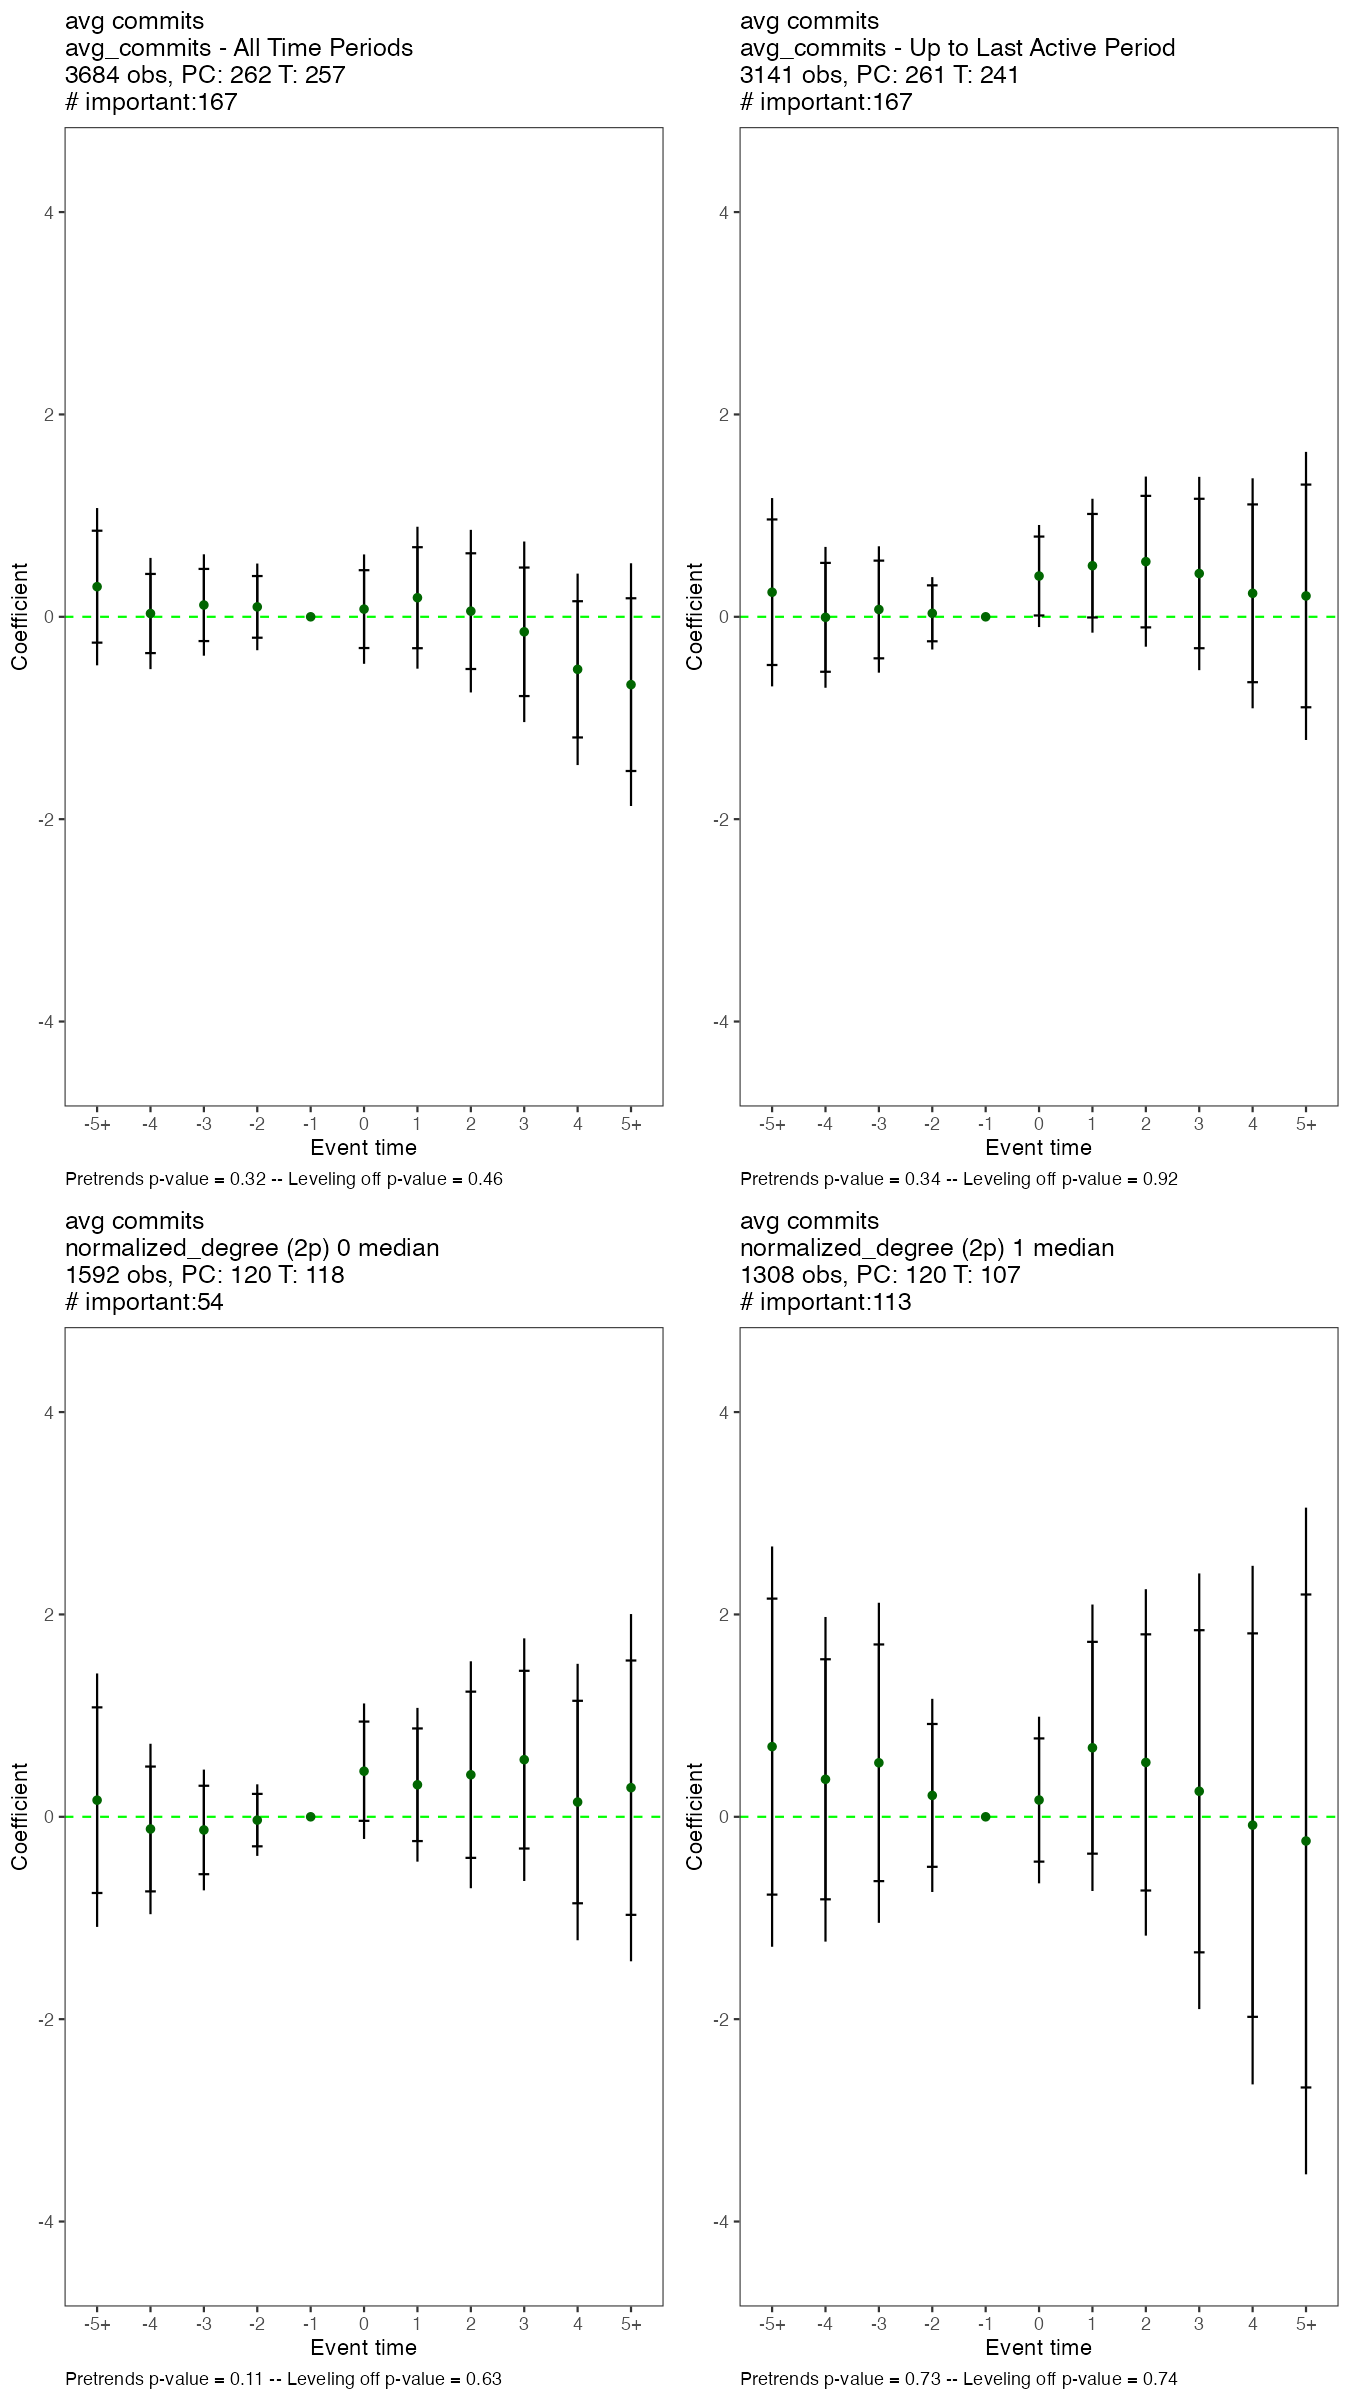 avg commits
avg_commits - All Time Periods
3684 obs, PC: 262 T: 257
# important:167
4
2
0
-2
-4
Coefficient
-5+ -4 -3 -2 -1 0 1 2 3 4 5+
Event time
Pretrends p-value = 0.32 -- Leveling off p-value = 0.46
avg commits
avg_commits - Up to Last Active Period
3141 obs, PC: 261 T: 241
# important:167
4
2
0
-2
-4
Coefficient
-5+ -4 -3 -2 -1 0 1 2 3 4 5+
Event time
Pretrends p-value = 0.34 -- Leveling off p-value = 0.92
avg commits
normalized_degree (2p) 0 median
1592 obs, PC: 120 T: 118
# important:54
4
2
0
-2
-4
Coefficient
-5+ -4 -3 -2 -1 0 1 2 3 4 5+
Event time
Pretrends p-value = 0.11 -- Leveling off p-value = 0.63
avg commits
normalized_degree (2p) 1 median
1308 obs, PC: 120 T: 107
# important:113
4
2
0
-2
-4
Coefficient
-5+ -4 -3 -2 -1 0 1 2 3 4 5+
Event time
Pretrends p-value = 0.73 -- Leveling off p-value = 0.74